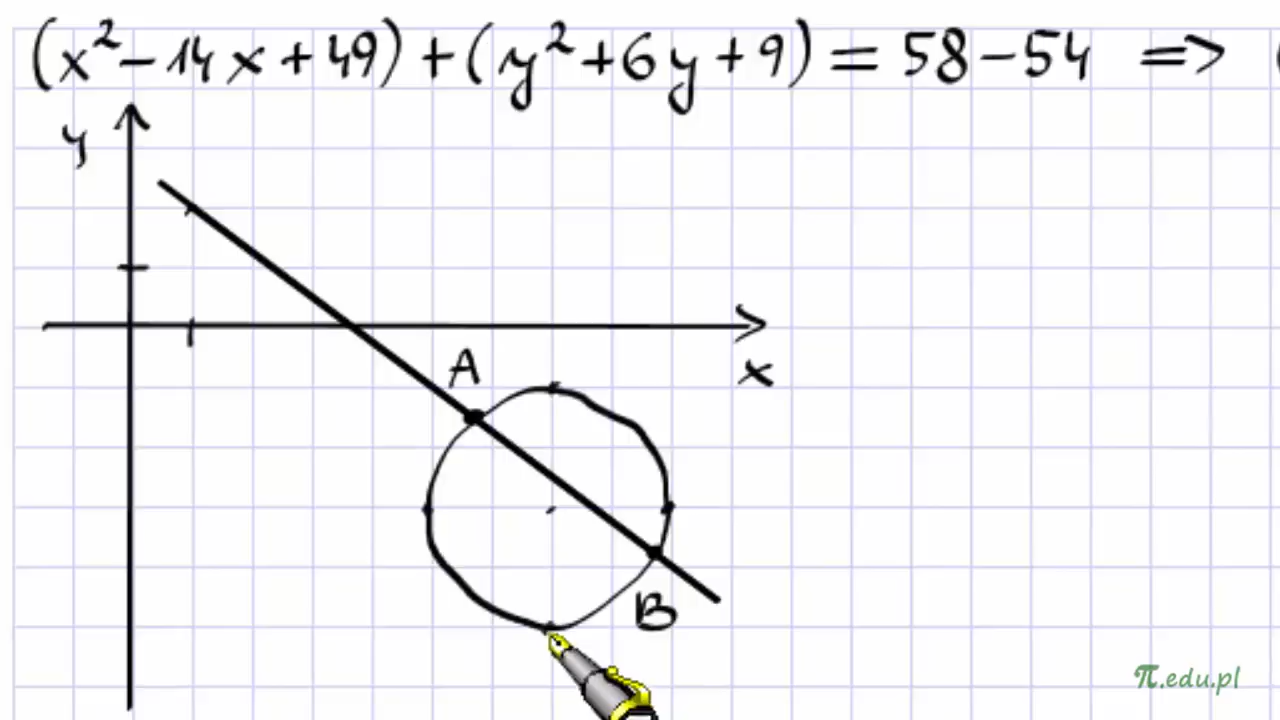 (x²-14x+49)+(y²+6y+9)=58-54 => (
y
A
x
B
π.edu.pl